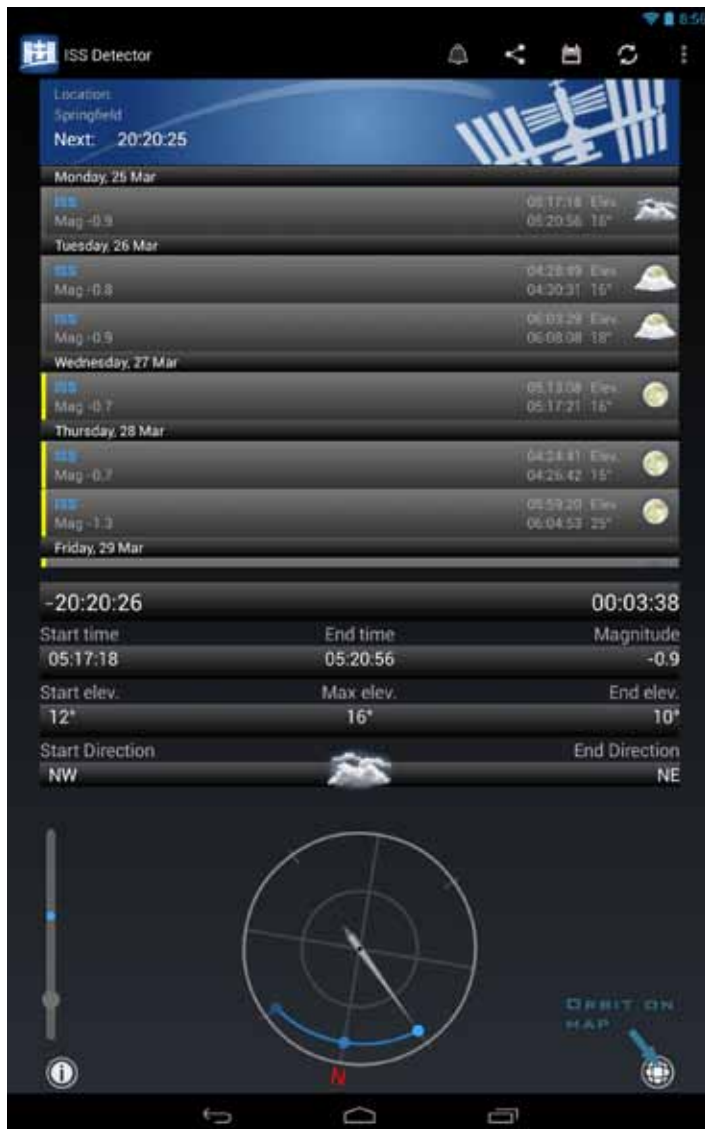 8:56
ISS Detector
Location:
Springfield
Next: 20:20:25
Monday, 25 Mar
ISS 05:17:18 Elev.
Mag -0.9 05:20:56 16°
Tuesday, 26 Mar
ISS 04:28:49 Elev.
Mag -0.8 04:30:31 16°
ISS 06:03:29 Elev.
Mag -0.9 06:08:08 18°
Wednesday, 27 Mar
ISS 05:13:08 Elev.
Mag -0.7 05:17:21 16°
Thursday, 28 Mar
ISS 04:24:41 Elev.
Mag -0.7 04:26:42 15°
ISS 05:59:20 Elev.
Mag -1.3 06:04:53 25°
Friday, 29 Mar
-20:20:26 00:03:38
Start time End time Magnitude
05:17:18 05:20:56 -0.9
Start elev. Max elev. End elev.
12° 16° 10°
Start Direction End Direction
NW NE
ORBIT ON
MAP
N